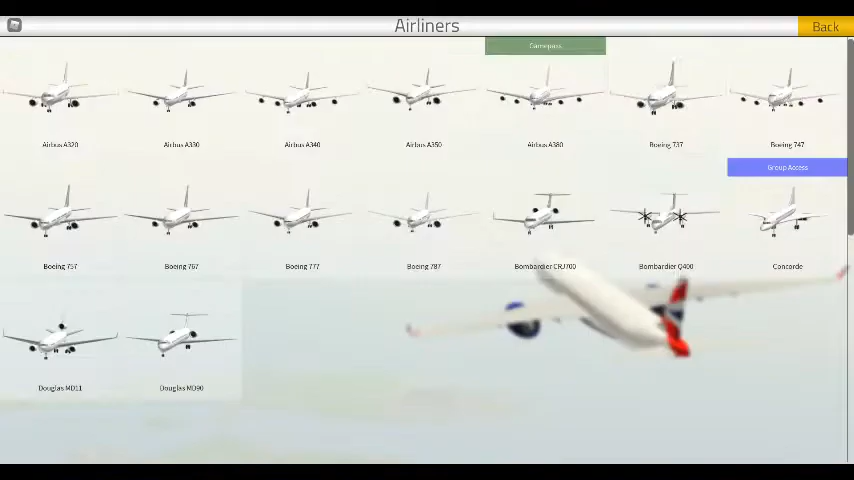 Airliners
Back
Gamepass
Airbus A320
Airbus A330
Airbus A340
Airbus A350
Airbus A380
Boeing 737
Boeing 747
Group Access
Boeing 757
Boeing 767
Boeing 777
Boeing 787
Bombardier CRJ700
Bombardier Q400
Concorde
Douglas MD11
Douglas MD90